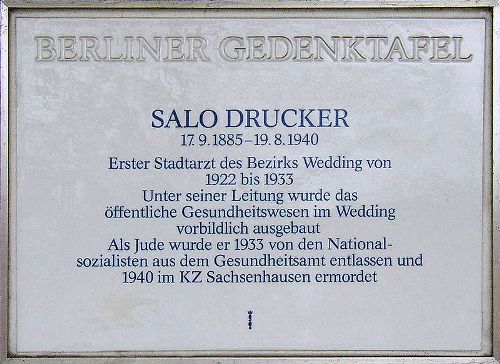 BERLINER GEDENKTAFEL
SALO DRUCKER
17.9.1885–19.8.1940
Erster Stadtarzt des Bezirks Wedding von
1922 bis 1933
Unter seiner Leitung wurde das
öffentliche Gesundheitswesen im Wedding
vorbildlich ausgebaut
Als Jude wurde er 1933 von den National-
sozialisten aus dem Gesundheitsamt entlassen und
1940 im KZ Sachsenhausen ermordet